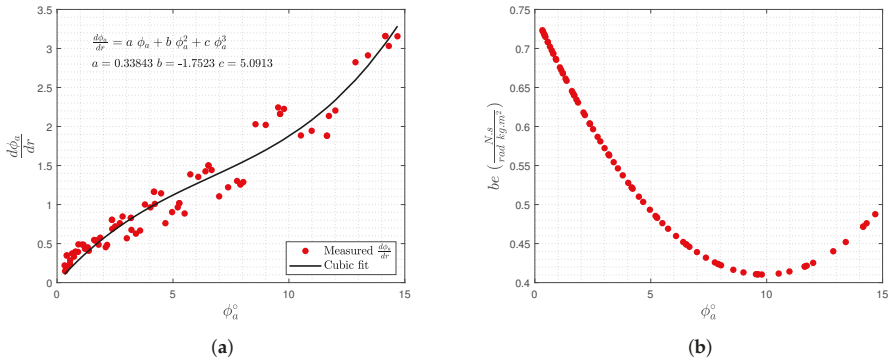 dϕₐ/dr = a ϕₐ + b ϕₐ² + c ϕₐ³
a = 0.33843 b = -1.7523 c = 5.0913
dϕₐ/dr
3.5
3
2.5
2
1.5
1
0.5
0
0 5 10 15
ϕₐ°
Measured dϕₐ/dr
Cubic fit
(a)
be (N.s/rad kg.m²)
0.75
0.7
0.65
0.6
0.55
0.5
0.45
0.4
0 5 10 15
ϕₐ°
(b)